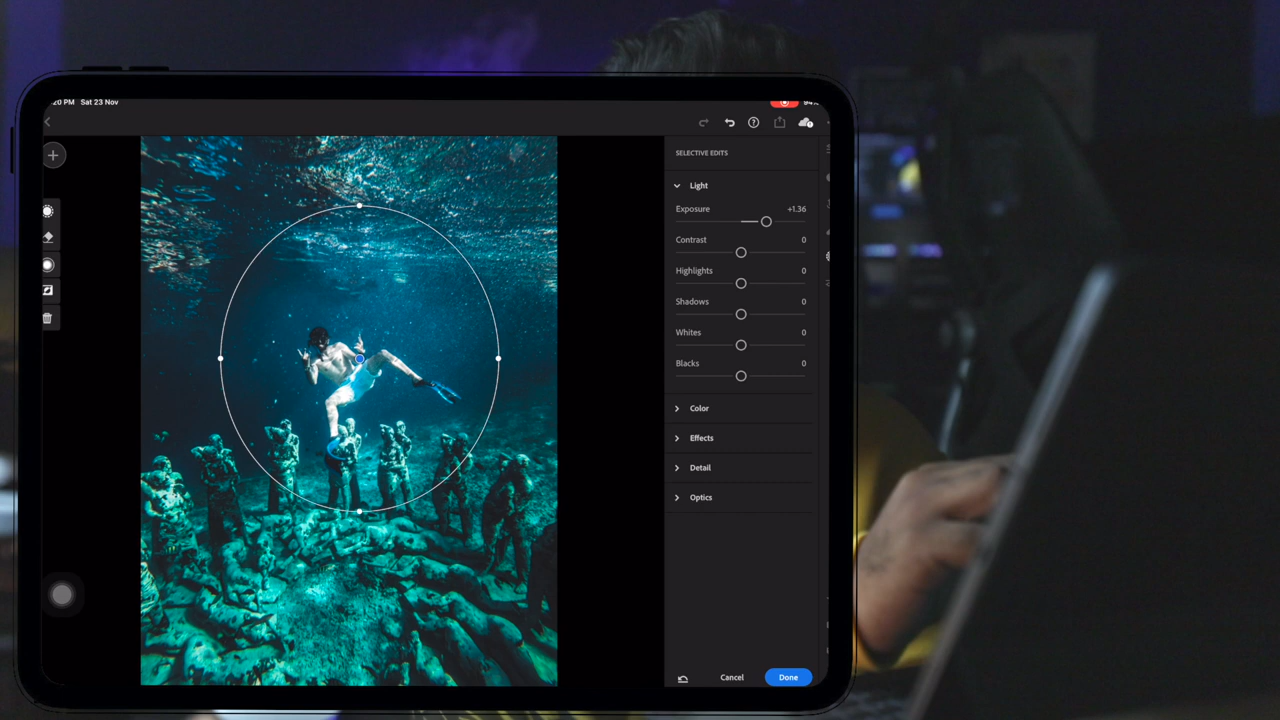 :20 PM Sat 23 Nov
SELECTIVE EDITS
Light
Exposure +1.36
Contrast 0
Highlights 0
Shadows 0
Whites 0
Blacks 0
Color
Effects
Detail
Optics
Cancel Done